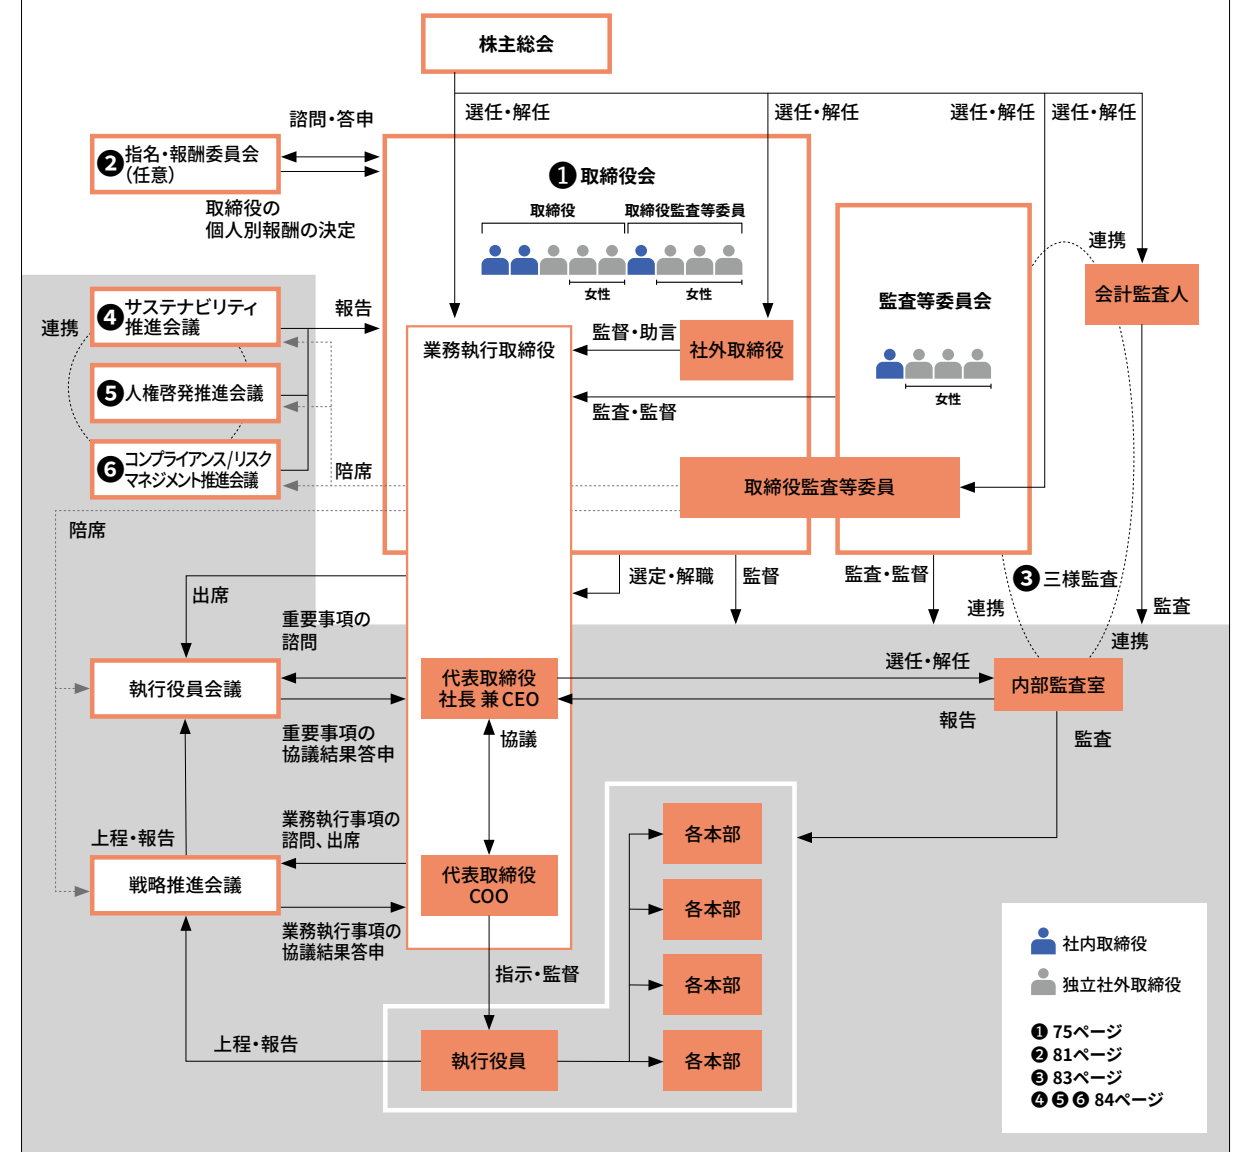 株主総会
選任・解任
選任・解任
選任・解任
選任・解任
諮問・答申
❷指名・報酬委員会
(任意)
取締役の
個人別報酬の決定
❶取締役会
取締役
取締役監査等委員
女性
女性
連携
会計監査人
監査等委員会
女性
❹サステナビリティ
推進会議
連携
報告
❺人権啓発推進会議
❻コンプライアンス/リスク
マネジメント推進会議
陪席
陪席
業務執行取締役
監督・助言
社外取締役
監査・監督
取締役監査等委員
出席
選定・解職
監督
監査・監督
❸三様監査
連携
監査
連携
重要事項の
諮問
執行役員会議
代表取締役
社長 兼 CEO
選任・解任
内部監査室
報告
重要事項の
協議結果答申
協議
監査
上程・報告
業務執行事項の
諮問、出席
戦略推進会議
代表取締役
COO
業務執行事項の
協議結果答申
指示・監督
各本部
各本部
各本部
各本部
上程・報告
執行役員
社内取締役
独立社外取締役
❶ 75ページ
❷ 81ページ
❸ 83ページ
❹❺❻ 84ページ